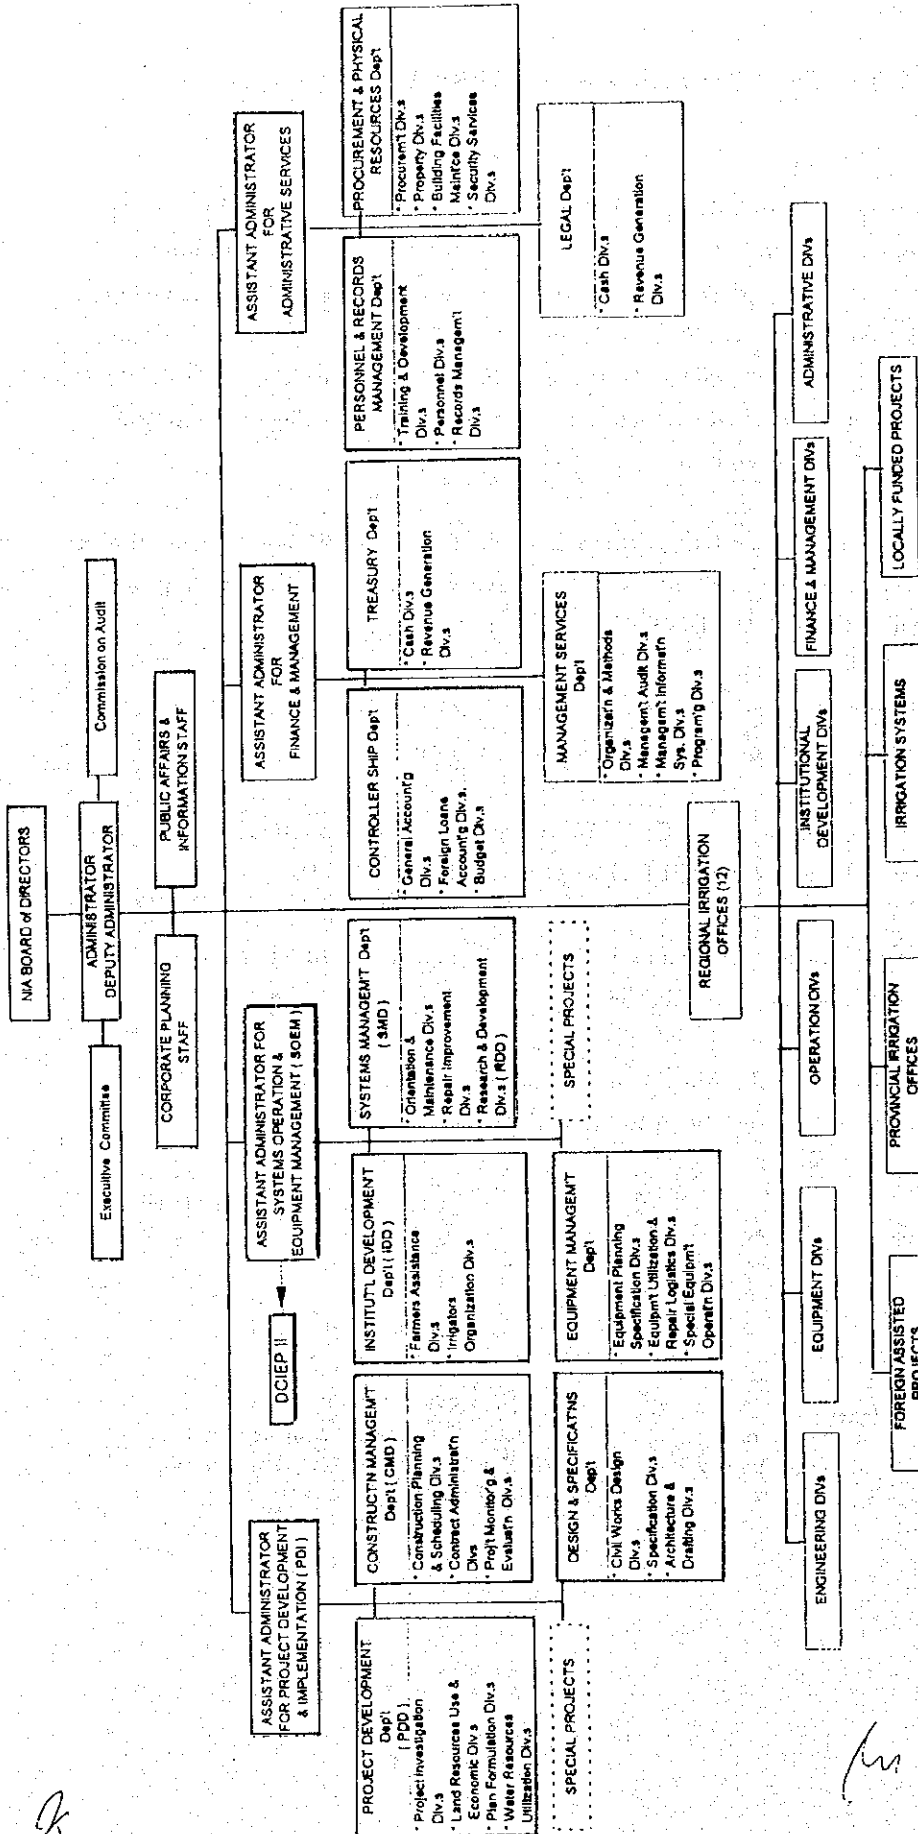 NIA BOARD of DIRECTORS
ADMINISTRATOR
DEPUTY ADMINISTRATOR
Executive Committee
Commission on Audit
CORPORATE PLANNING
STAFF
PUBLIC AFFAIRS &
INFORMATION STAFF
ASSISTANT ADMINISTRATOR
FOR PROJECT DEVELOPMENT
& IMPLEMENTATION ( PDI )
DCIEP II
ASSISTANT ADMINISTRATOR FOR
SYSTEMS OPERATION &
EQUIPMENT MANAGEMENT ( SOEM )
ASSISTANT ADMINISTRATOR
FOR
FINANCE & MANAGEMENT
ASSISTANT ADMINISTRATOR
FOR
ADMINISTRATIVE SERVICES
PROJECT DEVELOPMENT
Dep't
( PDD )
* Project Investigation
Div.s
* Land Resources Use &
Economic Div.s
* Plan Formulation Div.s
* Water Resources
Utilization Div.s
CONSTRUCT'N MANAGEM'T
Dep't ( CMD )
* Construction Planning
& Scheduling Div.s
* Contract Administrat'n
Divs
* Proj't Monitor'g &
Evaluat'n Div.s
INSTITUT'L DEVELOPMENT
Dep't ( IDD )
* Farmers Assistance
Div.s
* Irrigators
Organization Div.s
SYSTEMS MANAGEM'T Dep't
( SMD )
* Orientation &
Maintenance Div.s
* Repair Improvement
Div.s
* Research & Development
Div.s ( RDD )
CONTROLLER SHIP Dep't
* General Account'g
Div.s
* Foreign Loans
Account'g Div.s.
* Budget Div.s
TREASURY Dep't
* Cash Div.s
* Revenue Generation
Div.s
PERSONNEL & RECORDS
MANAGEMENT Dep't
* Training & Development
Div.s
* Personnel Div.s
* Records Managem't
Div.s
PROCUREMENT & PHYSICAL
RESOURCES Dep't
* Procurem't Div.s
* Property Div.s
* Building Facilities
Maint'ce Div.s
* Security Services
Div.s
SPECIAL PROJECTS
DESIGN & SPECIFICAT'NS
Dep't
* Civil Works Design
Div.s
* Specification Div.s
* Architecture &
Drafting Div.s
EQUIPMENT MANAGEM'T
Dep't
* Equipment Planning
Specification Div.s
* Equipm't Utilization &
Repair Logistics Div.s
* Special Equipm't
Operat'n Div.s
SPECIAL PROJECTS
MANAGEMENT SERVICES
Dep't
* Organizat'n & Methods
Div.s
* Managem't Audit Div.s
* Managem't Informat'n
Sys. Div.s
* Program'g Div.s
LEGAL Dep't
* Cash Div.s
* Revenue Generation
Div.s
REGIONAL IRRIGATION
OFFICES (12)
ENGINEERING DIVs
EQUIPMENT DIVs
OPERATION DIVs
INSTITUTIONAL
DEVELOPMENT DIVs
FINANCE & MANAGEMENT DIVs
ADMINISTRATIVE DIVs
FOREIGN ASSISTED
PROJECTS
PROVINCIAL IRRIGATION
OFFICES
IRRIGATION SYSTEMS
LOCALLY FUNDED PROJECTS